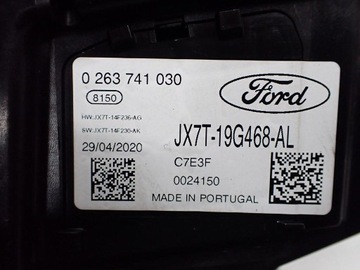 0 263 741 030
8150
Ford
HW.JX7T-14F236-AG
SW.JX7T-14F230-AK
29/04/2020
JX7T-19G468-AL
C7E3F
0024150
MADE IN PORTUGAL